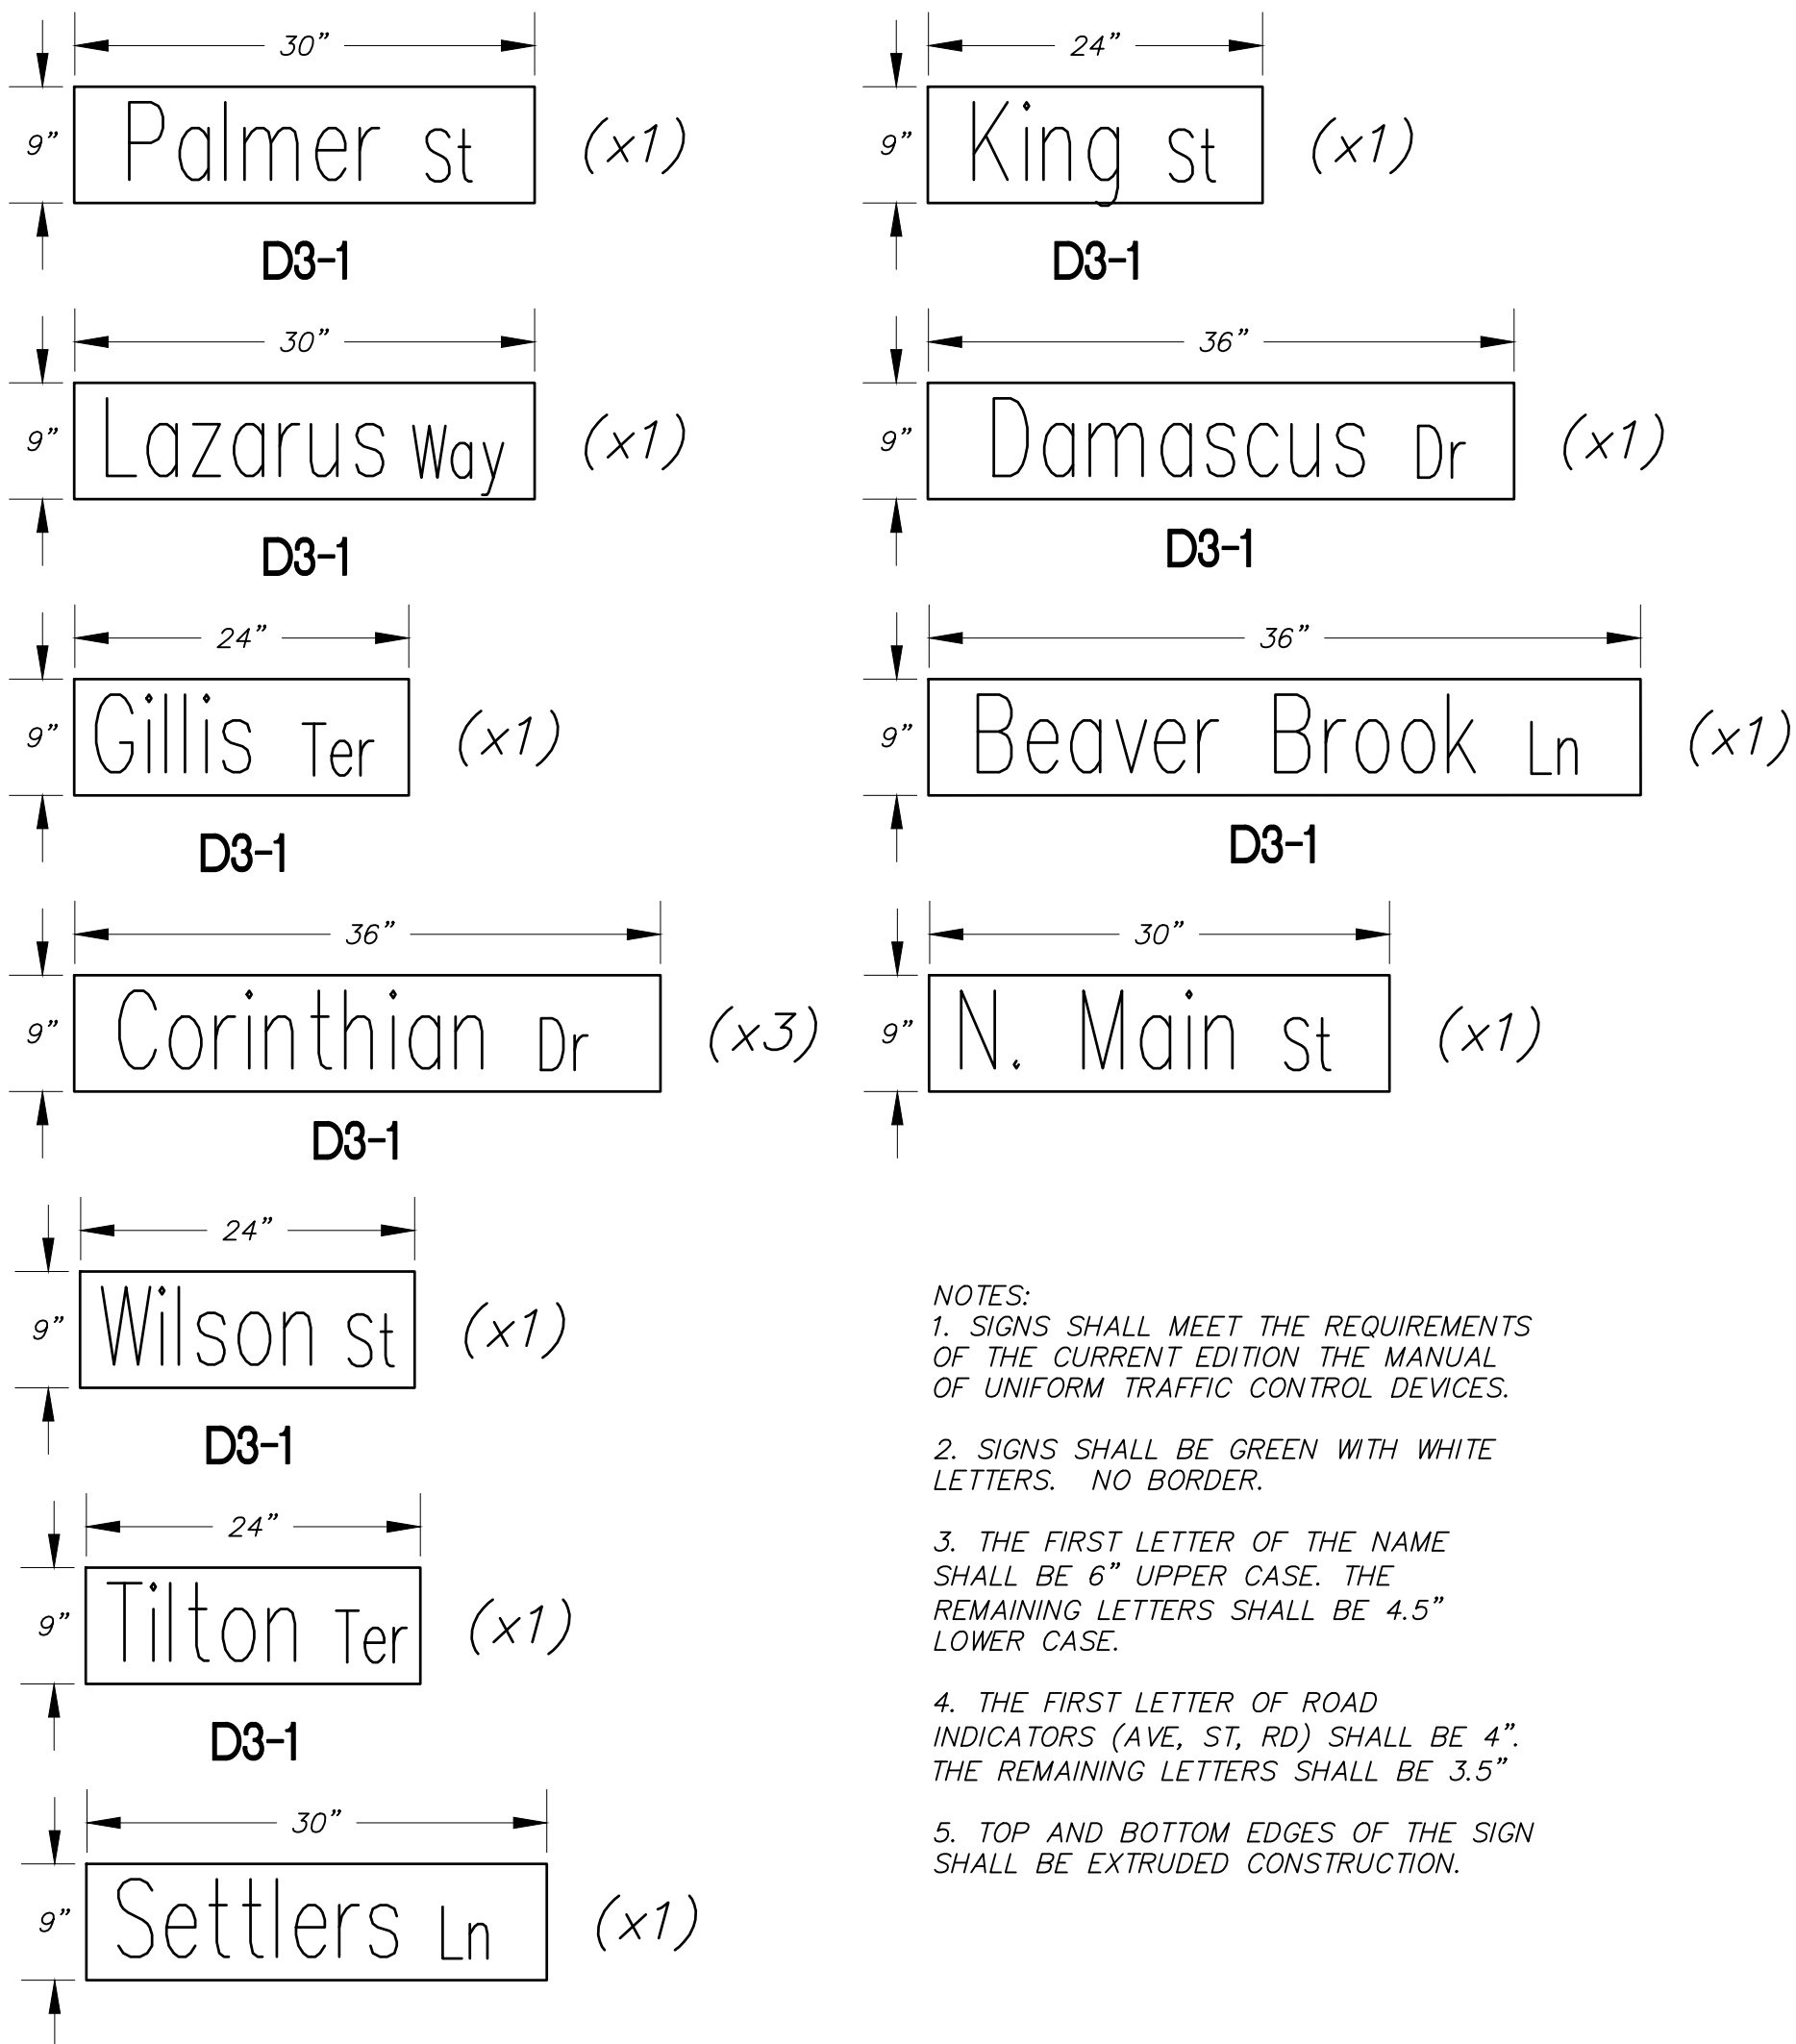 30"
9"
Palmer St
(x1)
D3-1
30"
9"
Lazarus Way
(x1)
D3-1
24"
9"
Gillis Ter
(x1)
D3-1
36"
9"
Corinthian Dr
(x3)
D3-1
24"
9"
Wilson St
(x1)
D3-1
24"
9"
Tilton Ter
(x1)
D3-1
30"
9"
Settlers Ln
(x1)
24"
9"
King St
(x1)
D3-1
36"
9"
Damascus Dr
(x1)
D3-1
36"
9"
Beaver Brook Ln
(x1)
D3-1
30"
9"
N. Main St
(x1)
NOTES:
1. SIGNS SHALL MEET THE REQUIREMENTS
OF THE CURRENT EDITION THE MANUAL
OF UNIFORM TRAFFIC CONTROL DEVICES.
2. SIGNS SHALL BE GREEN WITH WHITE
LETTERS. NO BORDER.
3. THE FIRST LETTER OF THE NAME
SHALL BE 6" UPPER CASE. THE
REMAINING LETTERS SHALL BE 4.5"
LOWER CASE.
4. THE FIRST LETTER OF ROAD
INDICATORS (AVE, ST, RD) SHALL BE 4".
THE REMAINING LETTERS SHALL BE 3.5"
5. TOP AND BOTTOM EDGES OF THE SIGN
SHALL BE EXTRUDED CONSTRUCTION.